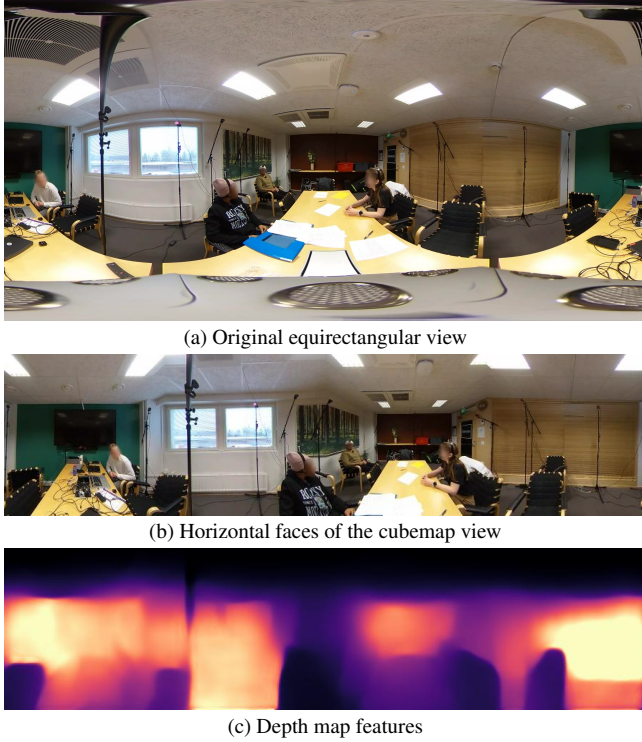 (a) Original equirectangular view
(b) Horizontal faces of the cubemap view
(c) Depth map features